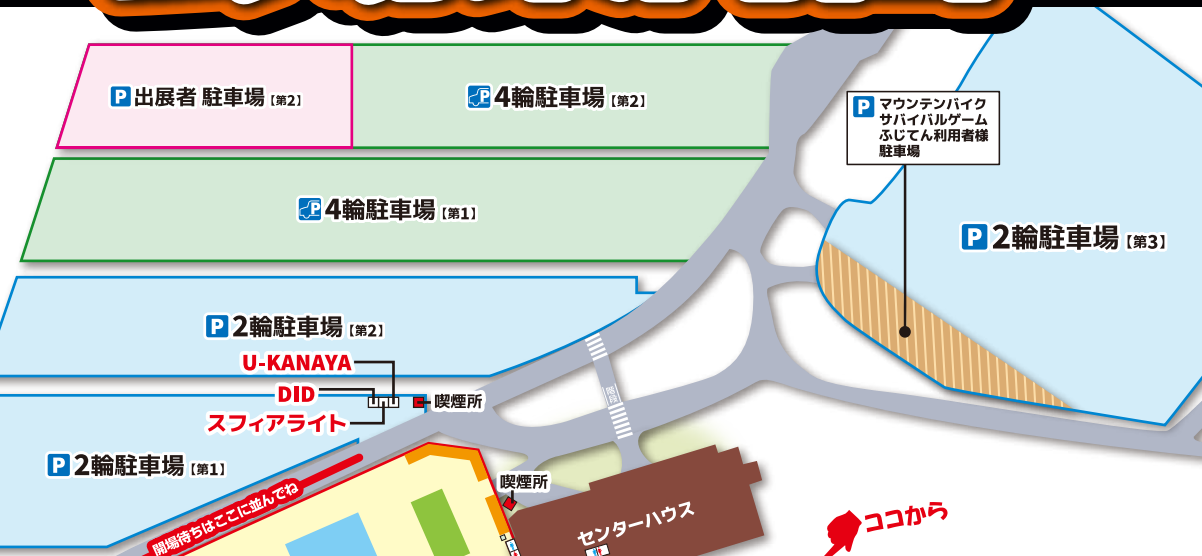 P 出展者 駐車場【第2】
P 4輪駐車場【第2】
P マウンテンバイク
サバイバルゲーム
ふじてん利用者様
駐車場
P 4輪駐車場【第1】
P 2輪駐車場【第3】
P 2輪駐車場【第2】
U-KANAYA
DID
スフィアライト
喫煙所
階段
P 2輪駐車場【第1】
開場待ちはここに並んでね
喫煙所
センターハウス
ココから